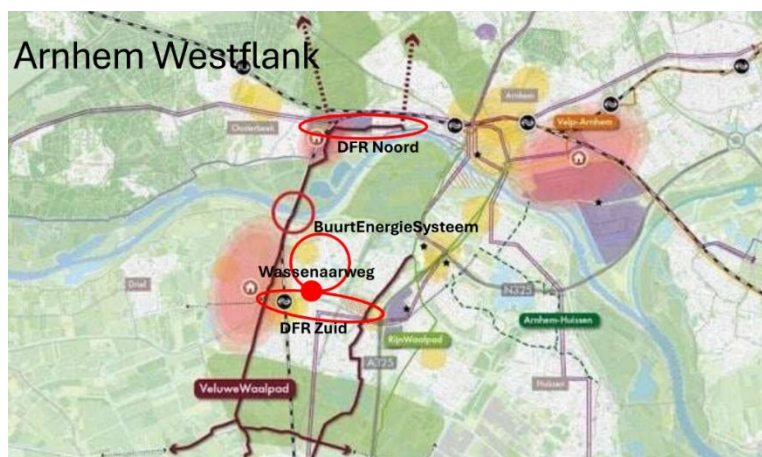 Arnhem Westflank
Arnhem
Oosterbeek
Velp-Arnhem
DFR Noord
BuurtEnergieSysteem
Wassenaarweg
Driel
N325
DFR Zuid
Arnhem-Huissen
RijnWaalpad
A325
VeluweWaalpad
Huissen